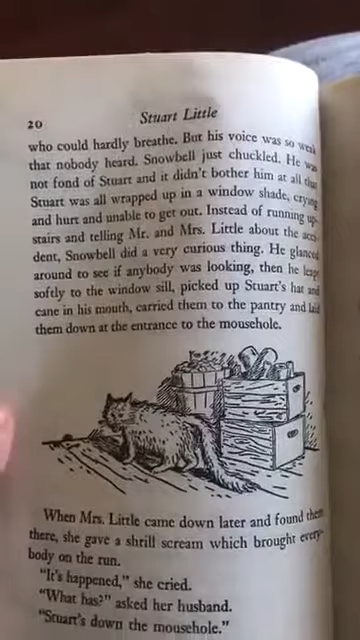 20
Stuart Little
who could hardly breathe. But his voice was so weak
that nobody heard. Snowbell just chuckled. He was
not fond of Stuart and it didn't bother him at all that
Stuart was all wrapped up in a window shade, crying
and hurt and unable to get out. Instead of running up-
stairs and telling Mr. and Mrs. Little about the acci-
dent, Snowbell did a very curious thing. He glanced
around to see if anybody was looking, then he leapt
softly to the window sill, picked up Stuart's hat and
cane in his mouth, carried them to the pantry and laid
them down at the entrance to the mousehole.
When Mrs. Little came down later and found them
there, she gave a shrill scream which brought every-
body on the run.
"It's happened," she cried.
"What has?" asked her husband.
"Stuart's down the mousehole."